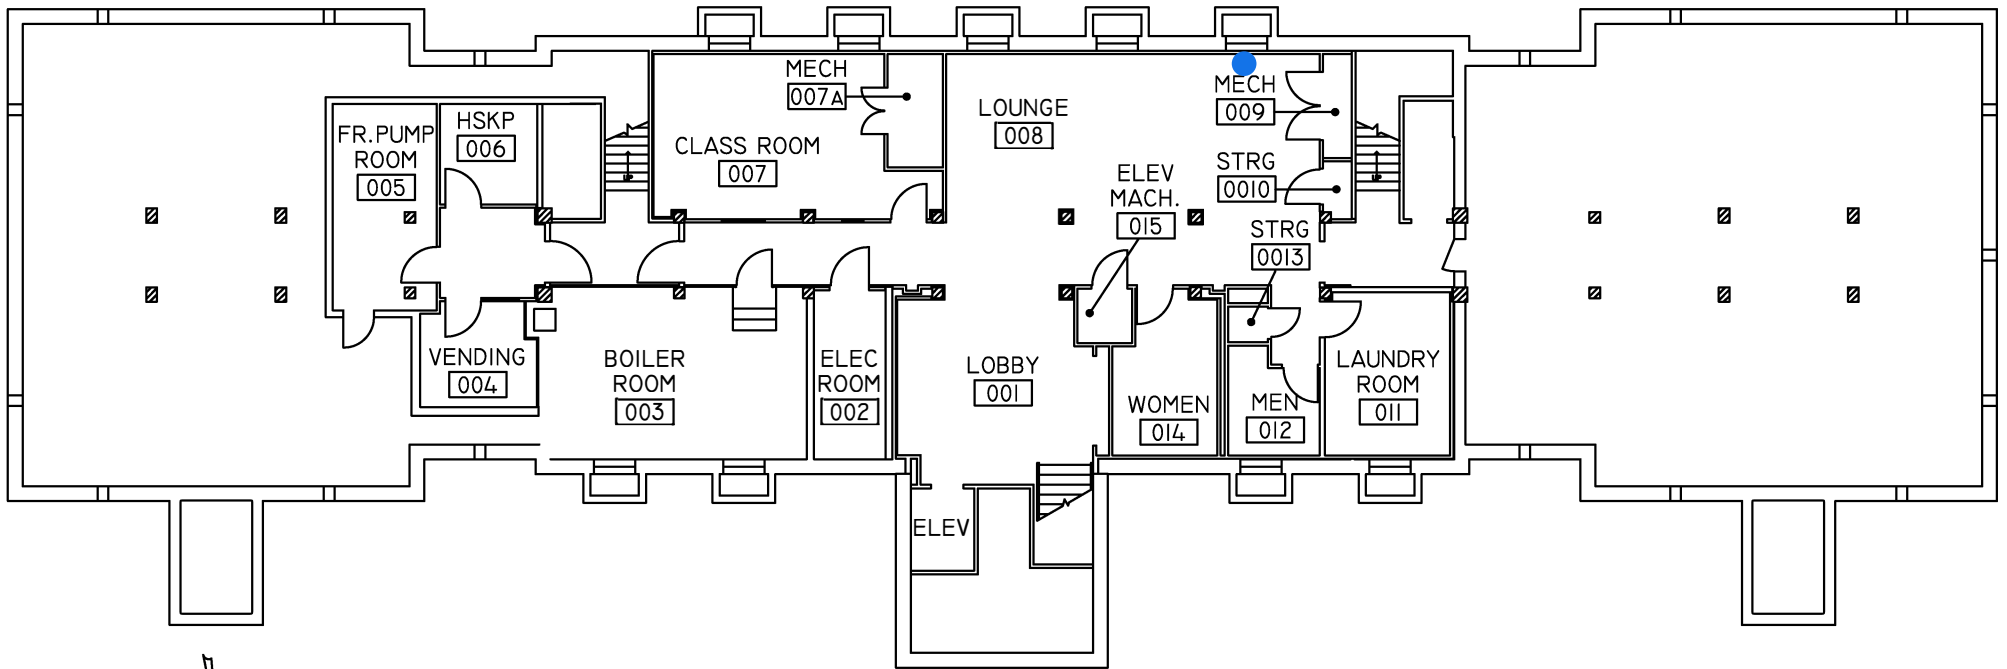 MECH
007A
CLASS ROOM
007
LOUNGE
008
MECH
009
STRG
0010
ELEV
MACH.
015
STRG
0013
FR.PUMP
ROOM
005
HSKP
006
VENDING
004
BOILER
ROOM
003
ELEC
ROOM
002
LOBBY
001
WOMEN
014
MEN
012
LAUNDRY
ROOM
011
ELEV